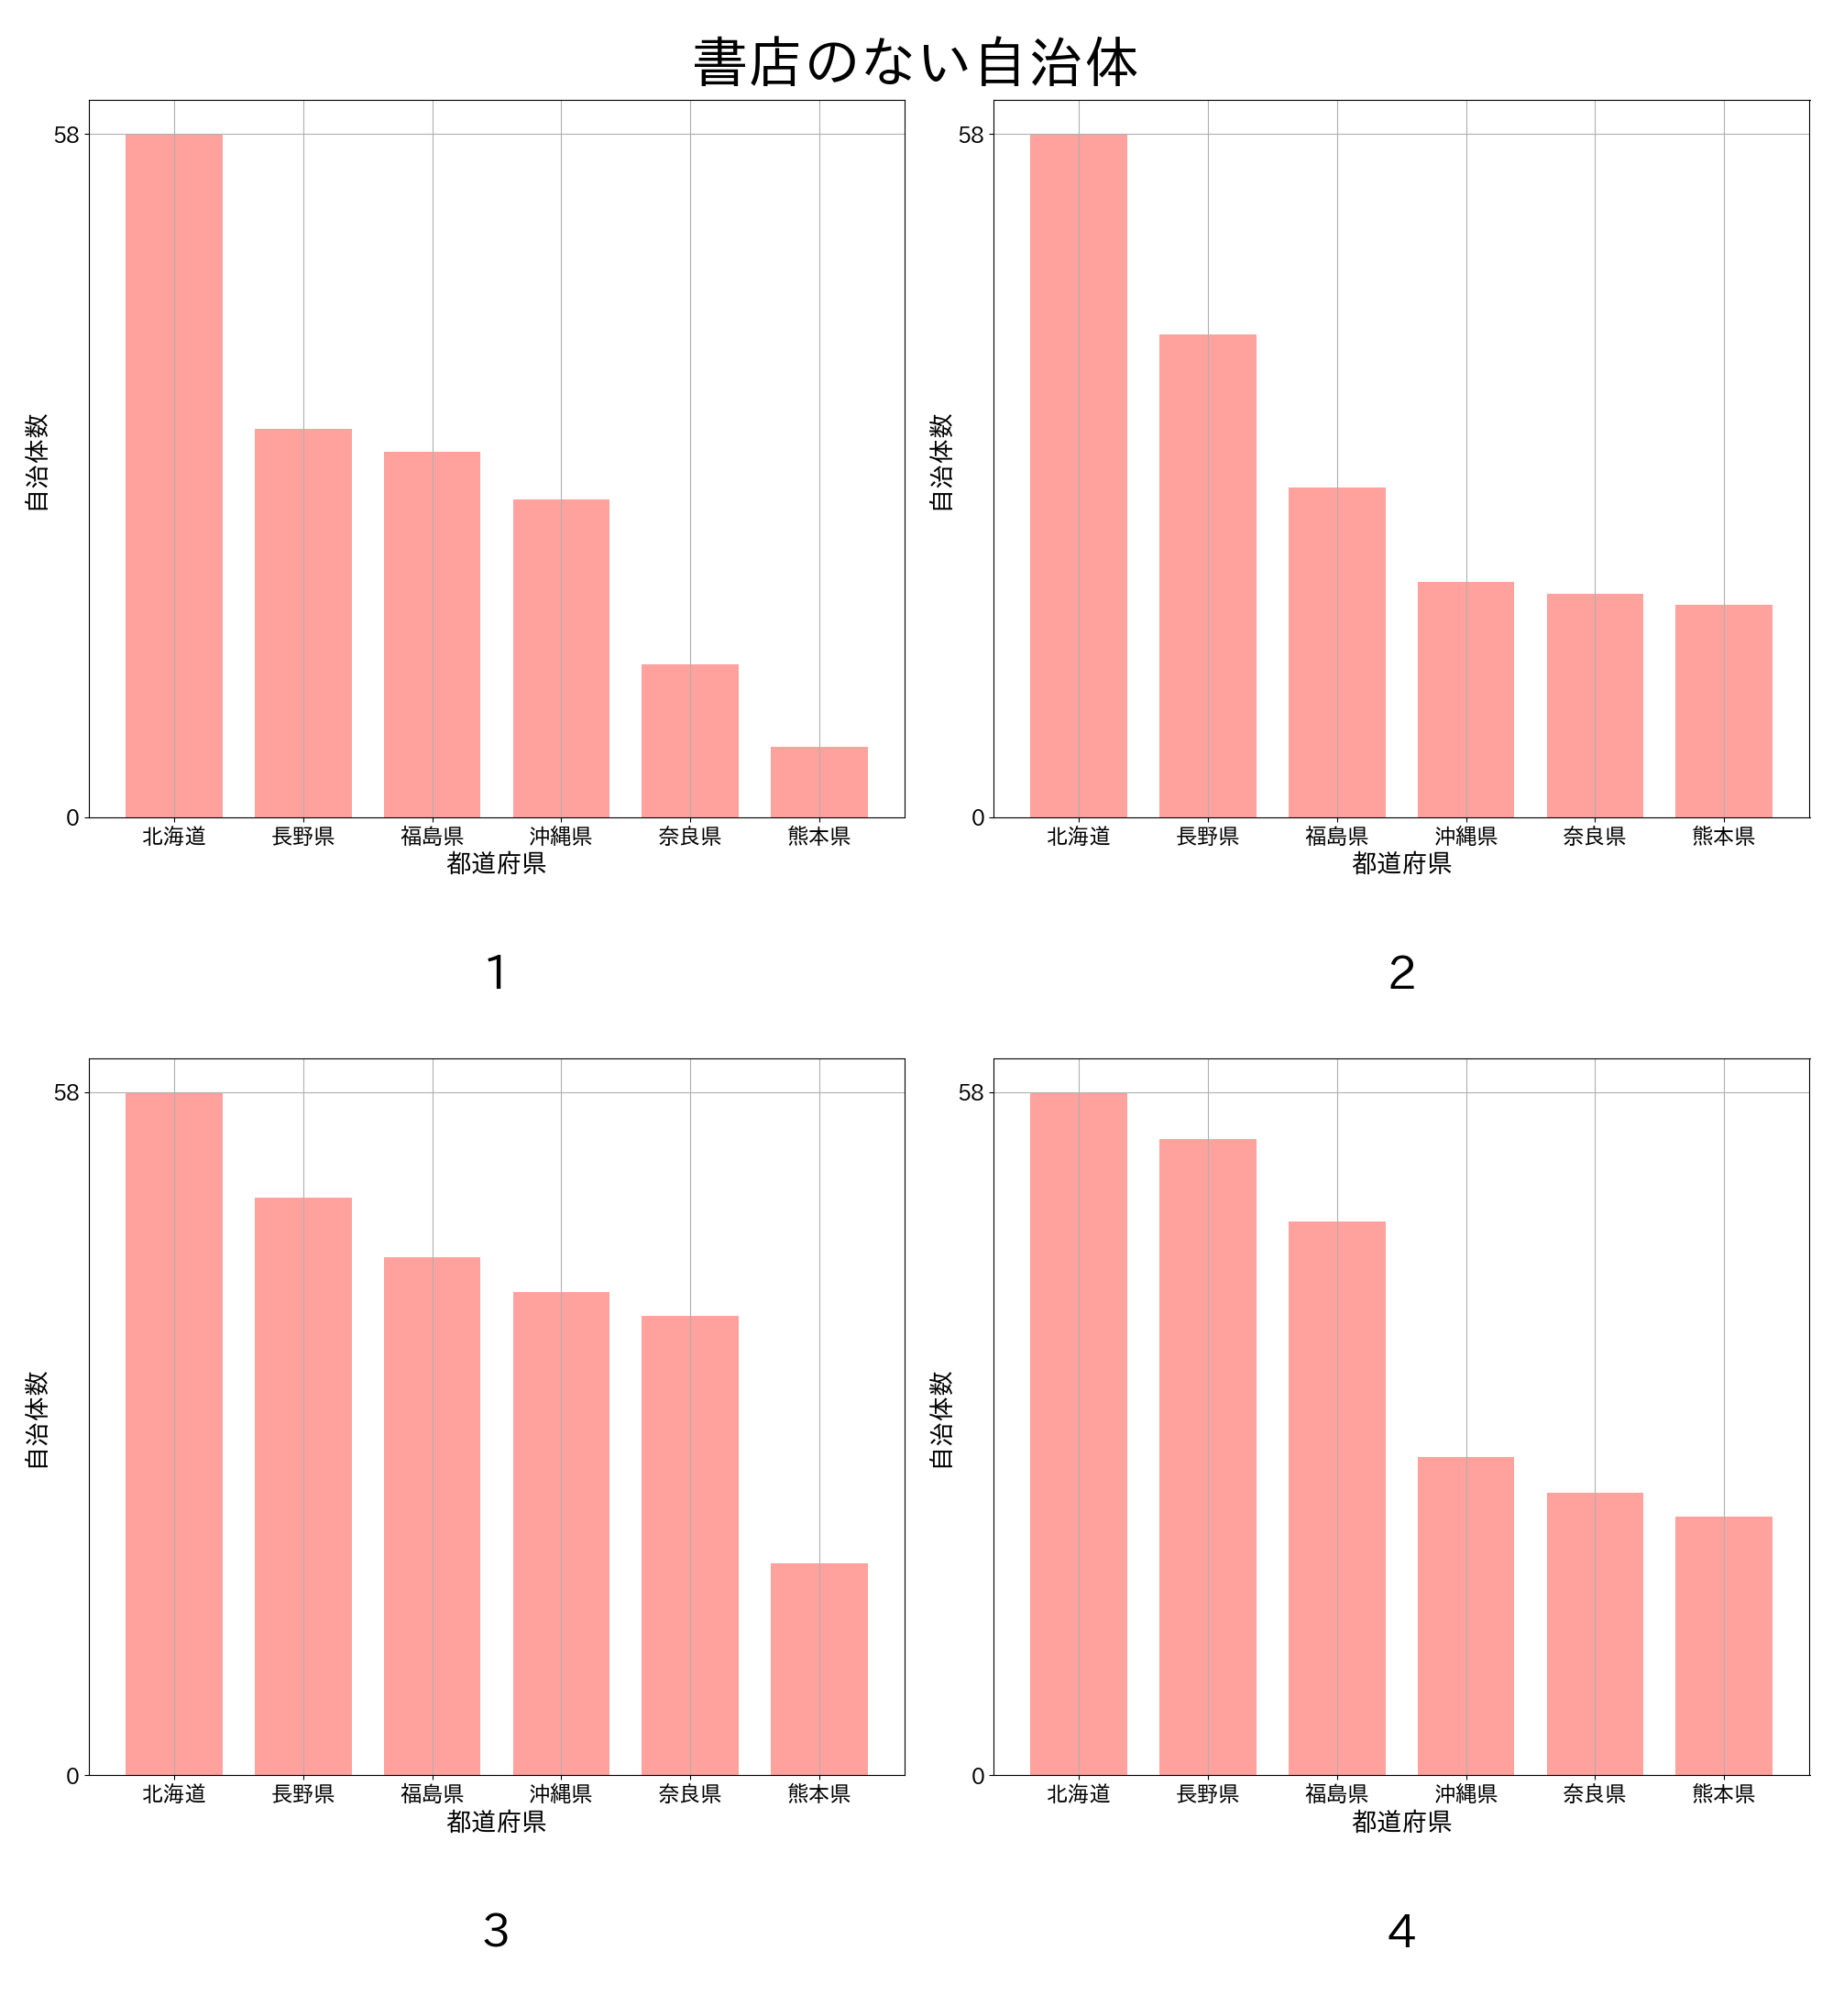 書店のない自治体
58
0
自治体数
北海道 長野県 福島県 沖縄県 奈良県 熊本県
都道府県
1
58
0
自治体数
北海道 長野県 福島県 沖縄県 奈良県 熊本県
都道府県
2
58
0
自治体数
北海道 長野県 福島県 沖縄県 奈良県 熊本県
都道府県
3
58
0
自治体数
北海道 長野県 福島県 沖縄県 奈良県 熊本県
都道府県
4